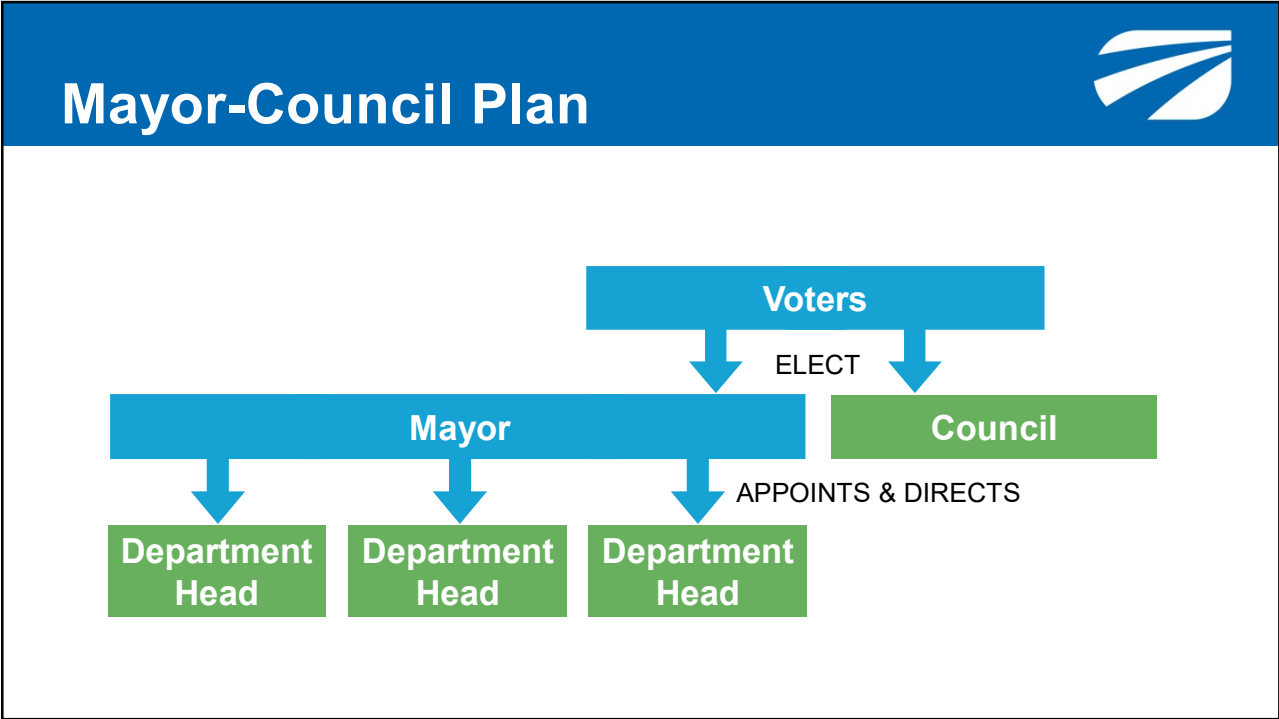 Mayor-Council Plan
Voters
ELECT
Mayor
Council
APPOINTS & DIRECTS
Department
Head
Department
Head
Department
Head